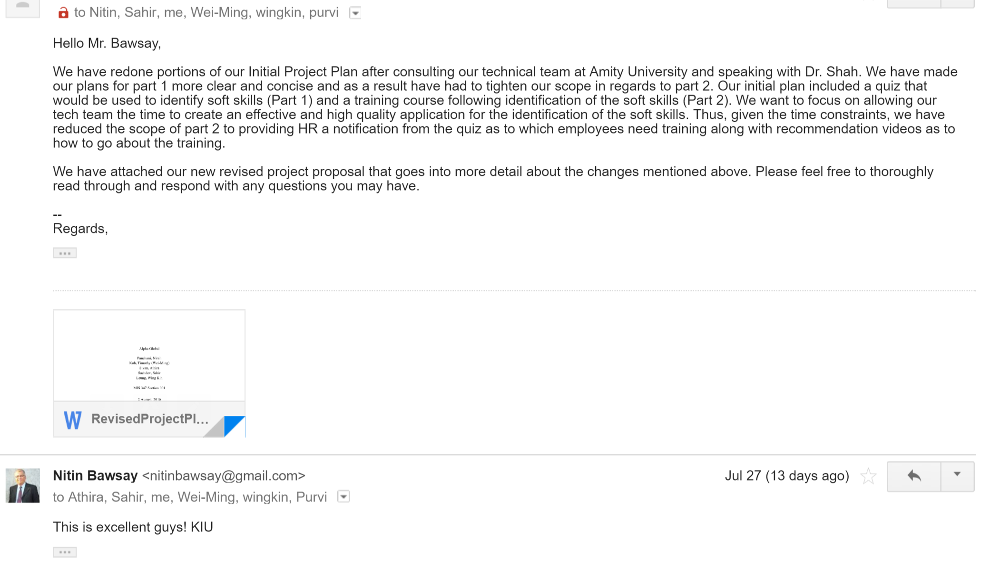 to Nitin, Sahir, me, Wei-Ming, wingkin, purvi
Hello Mr. Bawsay,
We have redone portions of our Initial Project Plan after consulting our technical team at Amity University and speaking with Dr. Shah. We have made
our plans for part 1 more clear and concise and as a result have had to tighten our scope in regards to part 2. Our initial plan included a quiz that
would be used to identify soft skills (Part 1) and a training course following identification of the soft skills (Part 2). We want to focus on allowing our
tech team the time to create an effective and high quality application for the identification of the soft skills. Thus, given the time constraints, we have
reduced the scope of part 2 to providing HR a notification from the quiz as to which employees need training along with recommendation videos as to
how to go about the training.
We have attached our new revised project proposal that goes into more detail about the changes mentioned above. Please feel free to thoroughly
read through and respond with any questions you may have.
--
Regards,
Alpha Global
Panchani, Nirali
Koh, Timothy (Wei-Ming)
Sivan, Athira
Sachdev, Sahir
Leung, Wing Kin
MIS 347 Section 001
2 August, 2016
W RevisedProjectPl...
Nitin Bawsay <nitinbawsay@gmail.com>
Jul 27 (13 days ago)
to Athira, Sahir, me, Wei-Ming, wingkin, Purvi
This is excellent guys! KIU